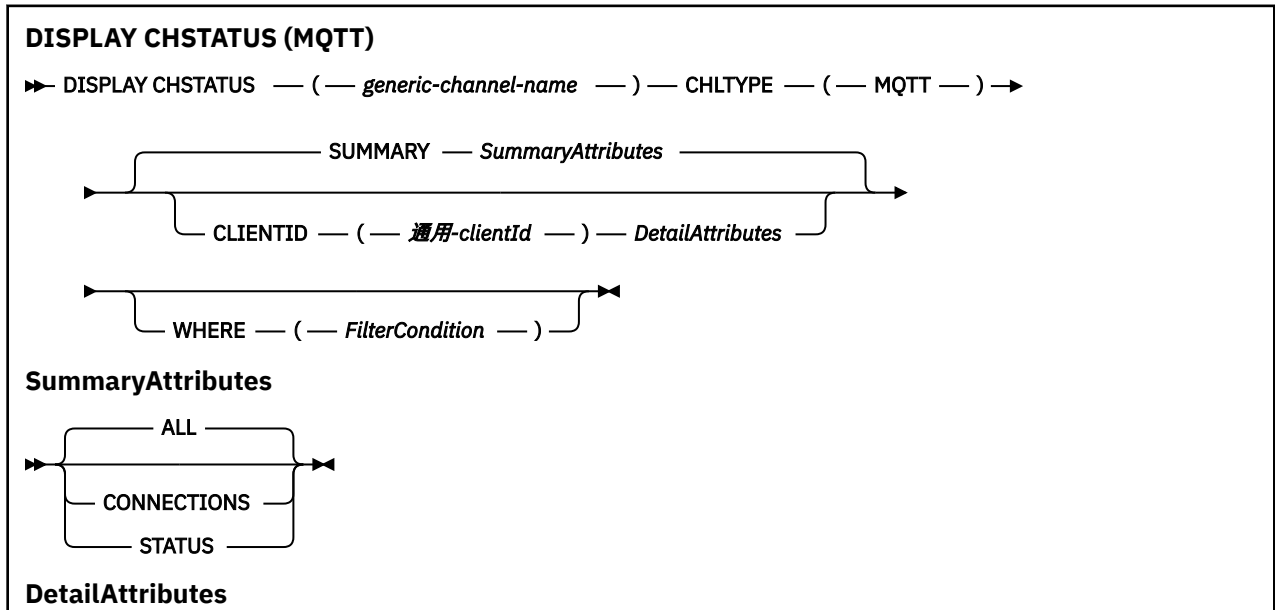 DISPLAY CHSTATUS (MQTT)
DISPLAY CHSTATUS ( generic-channel-name ) CHLTYPE ( MQTT )
SUMMARY SummaryAttributes
CLIENTID ( 通用-clientId ) DetailAttributes
WHERE ( FilterCondition )
SummaryAttributes
ALL
CONNECTIONS
STATUS
DetailAttributes